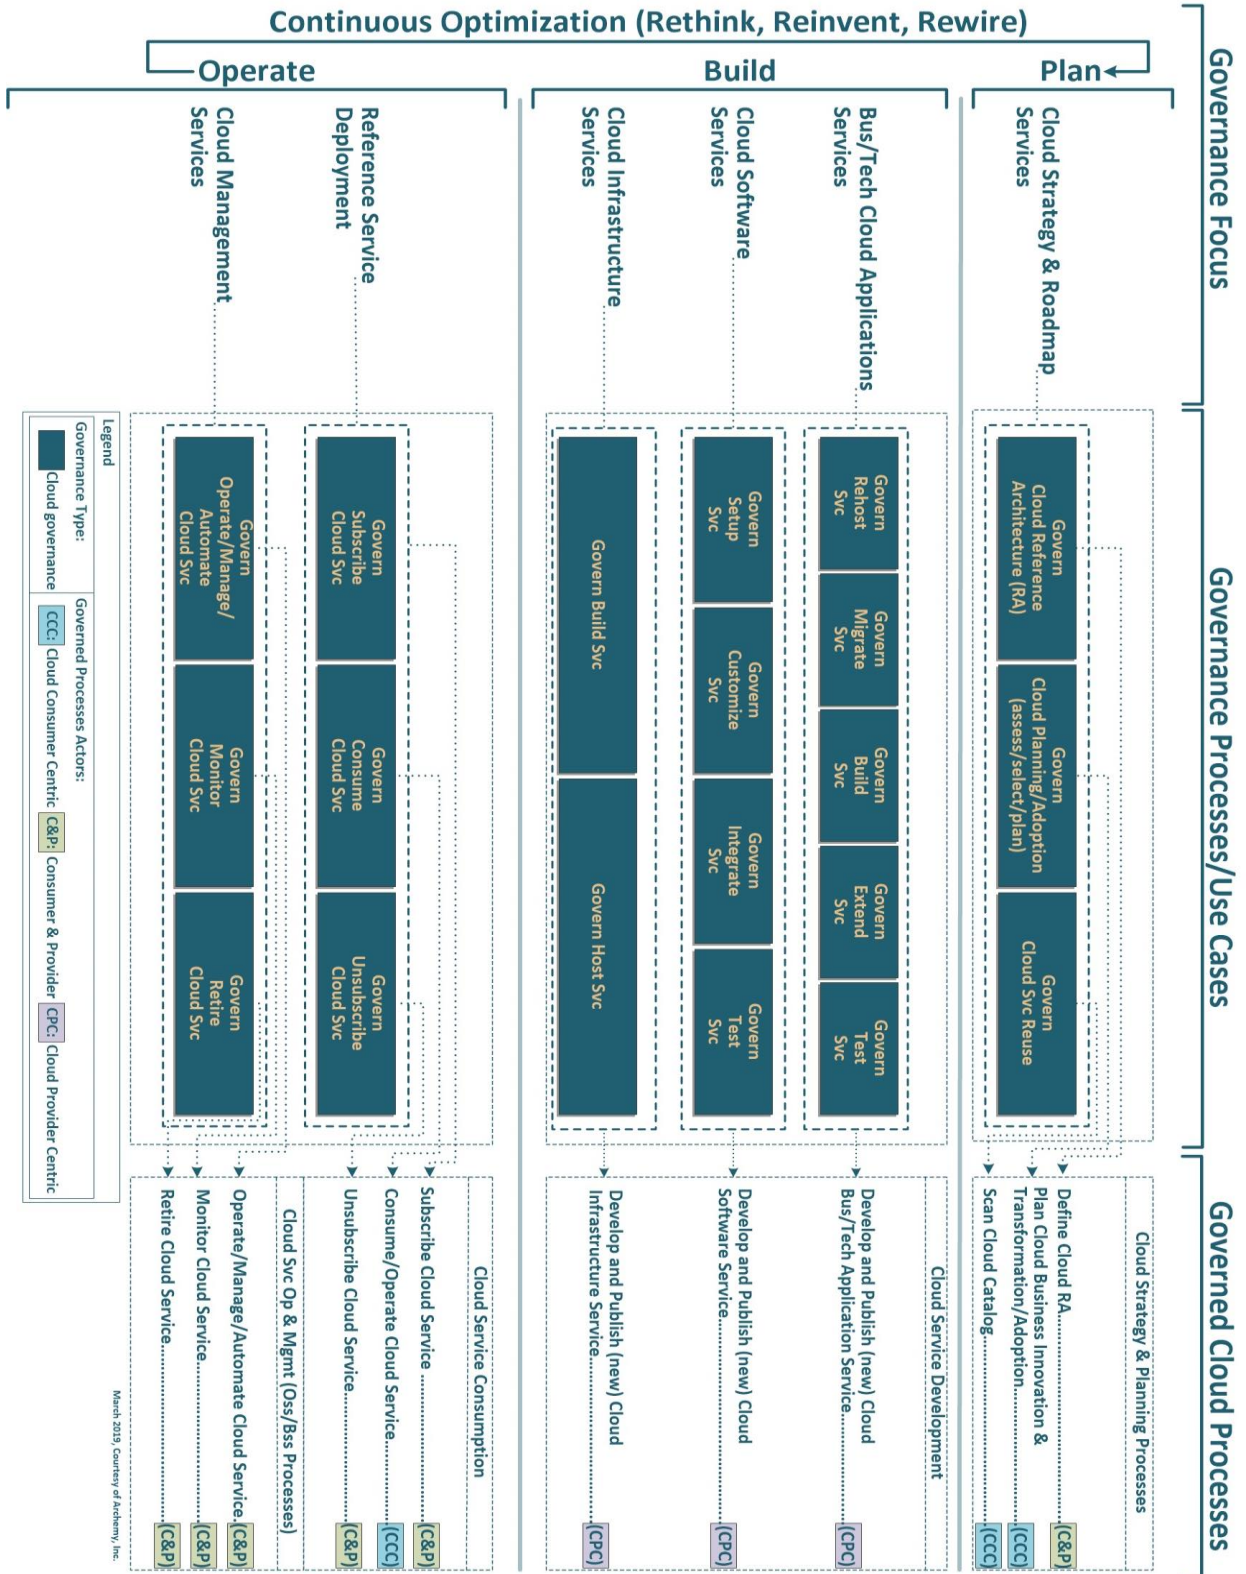 Continuous Optimization (Rethink, Reinvent, Rewire)
Operate
Build
Plan
Governance Focus
Governance Processes/Use Cases
Governed Cloud Processes
Cloud Strategy & Roadmap
Services
Govern
Cloud Reference
Architecture (RA)
Govern
Cloud Planning/Adoption
(assess/select/plan)
Govern
Cloud Svc Reuse
Cloud Strategy & Planning Processes
Define Cloud RA (C&P)
Plan Cloud Business Innovation &
Transformation/Adoption (CCC)
Scan Cloud Catalog (CCC)
Bus/Tech Cloud Applications
Services
Govern
Rehost
Svc
Govern
Migrate
Svc
Govern
Build
Svc
Govern
Extend
Svc
Govern
Test
Svc
Cloud Service Development
Develop and Publish (new) Cloud
Bus/Tech Application Service (CPC)
Cloud Software
Services
Govern
Setup
Svc
Govern
Customize
Svc
Govern
Integrate
Svc
Govern
Test
Svc
Develop and Publish (new) Cloud
Software Service (CPC)
Cloud Infrastructure
Services
Govern Build Svc
Govern Host Svc
Develop and Publish (new) Cloud
Infrastructure Service (CPC)
Reference Service
Deployment
Govern
Subscribe
Cloud Svc
Govern
Consume
Cloud Svc
Govern
Unsubscribe
Cloud Svc
Cloud Service Consumption
Subscribe Cloud Service (C&P)
Consume/Operate Cloud Service (CCC)
Unsubscribe Cloud Service (C&P)
Cloud Management
Services
Govern
Operate/Manage/
Automate
Cloud Svc
Govern
Monitor
Cloud Svc
Govern
Retire
Cloud Svc
Cloud Svc Op & Mgmt (Oss/Bss Processes)
Operate/Manage/Automate Cloud Service (C&P)
Monitor Cloud Service (C&P)
Retire Cloud Service (C&P)
Legend
Governance Type:
Cloud governance
Governed Processes Actors:
CCC: Cloud Consumer Centric
C&P: Consumer & Provider
CPC: Cloud Provider Centric
March 2019, Courtesy of Archemy, Inc.